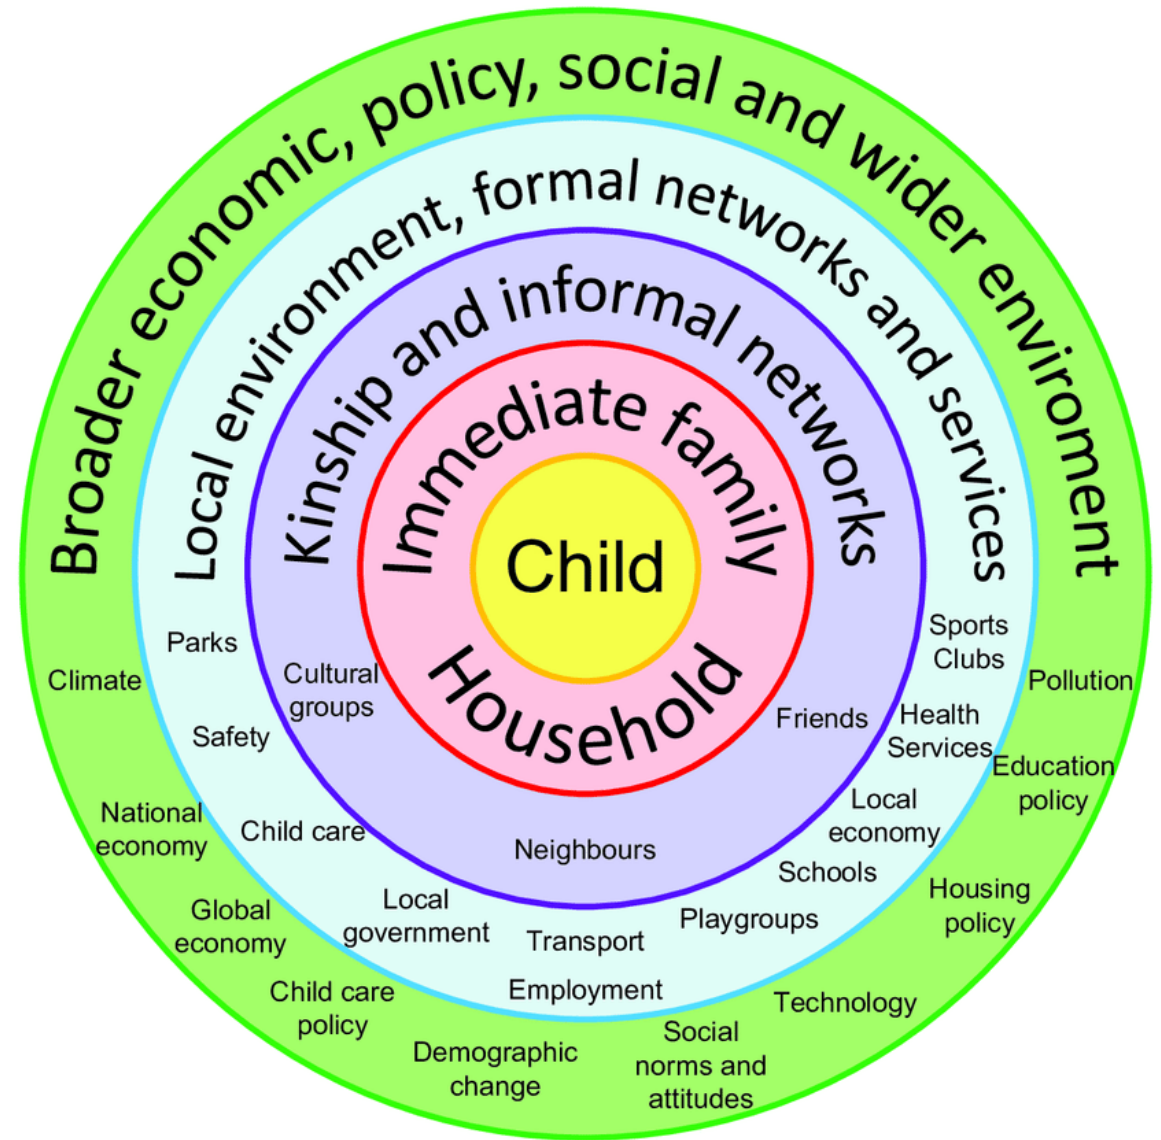 Broader economic, policy, social and wider enviroment
Local environment, formal networks and services
Kinship and informal networks
Immediate family
Child
Household
Parks
Climate
Safety
National
economy
Child care
Global
economy
Local
government
Child care
policy
Demographic
change
Cultural
groups
Neighbours
Friends
Transport
Employment
Playgroups
Schools
Local
economy
Health
Services
Sports
Clubs
Pollution
Education
policy
Housing
policy
Technology
Social
norms and
attitudes